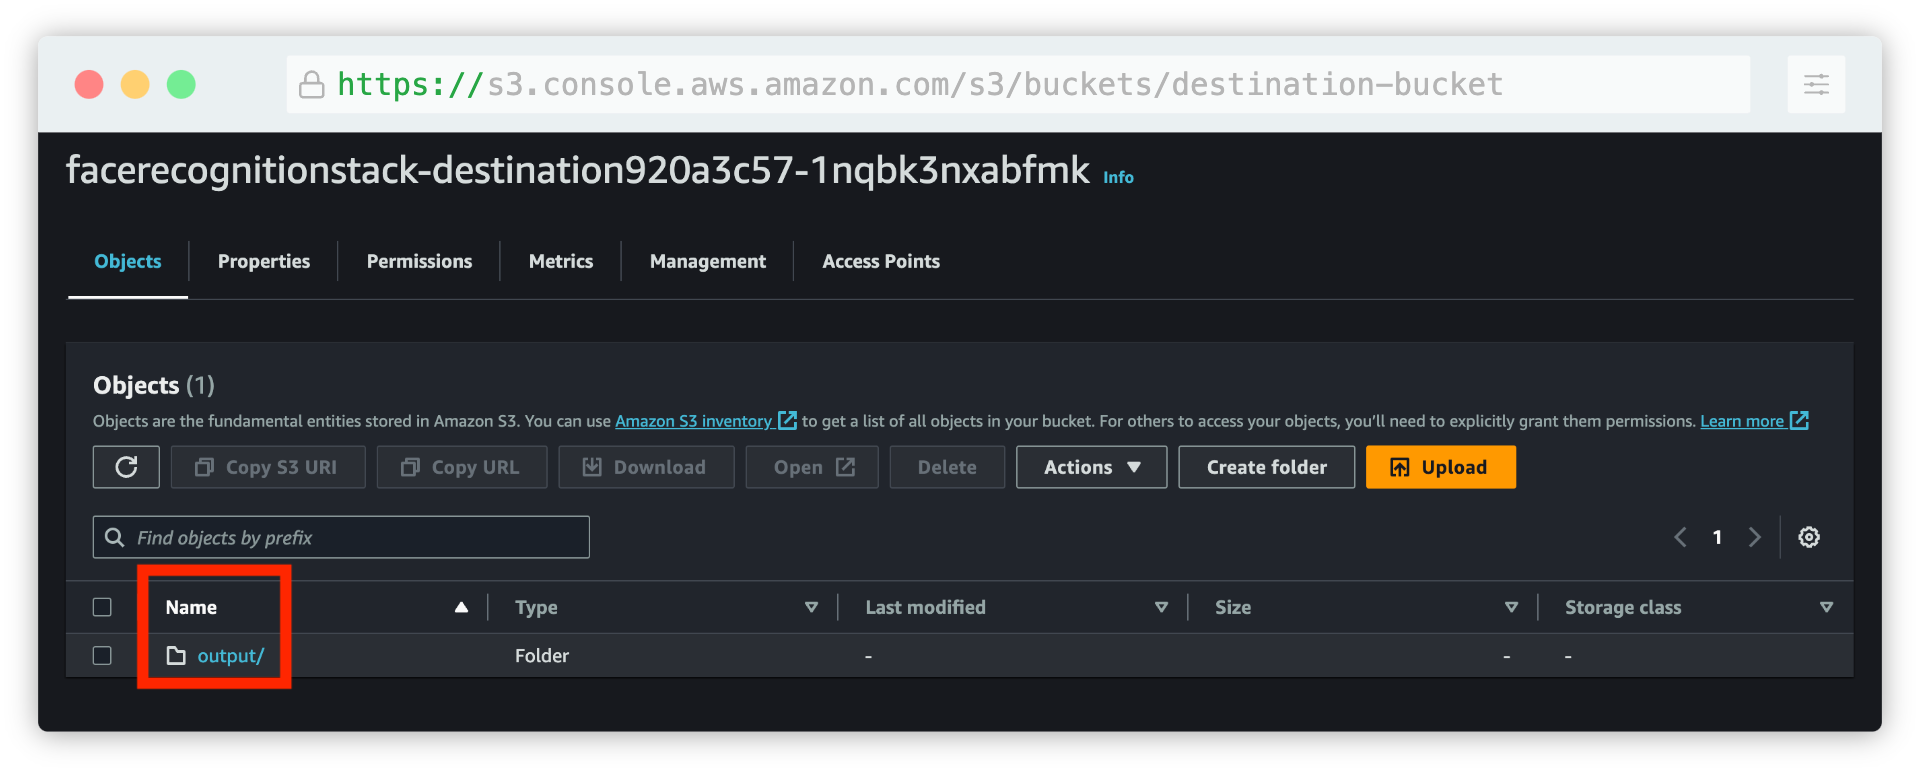 https://s3.console.aws.amazon.com/s3/buckets/destination-bucket
facerecognitionstack-destination920a3c57-1nqbk3nxabfmk Info
Objects Properties Permissions Metrics Management Access Points
Objects (1)
Objects are the fundamental entities stored in Amazon S3. You can use Amazon S3 inventory to get a list of all objects in your bucket. For others to access your objects, you’ll need to explicitly grant them permissions. Learn more
Copy S3 URI Copy URL Download Open Delete Actions Create folder Upload
Find objects by prefix 1
Name Type Last modified Size Storage class
output/ Folder - - -